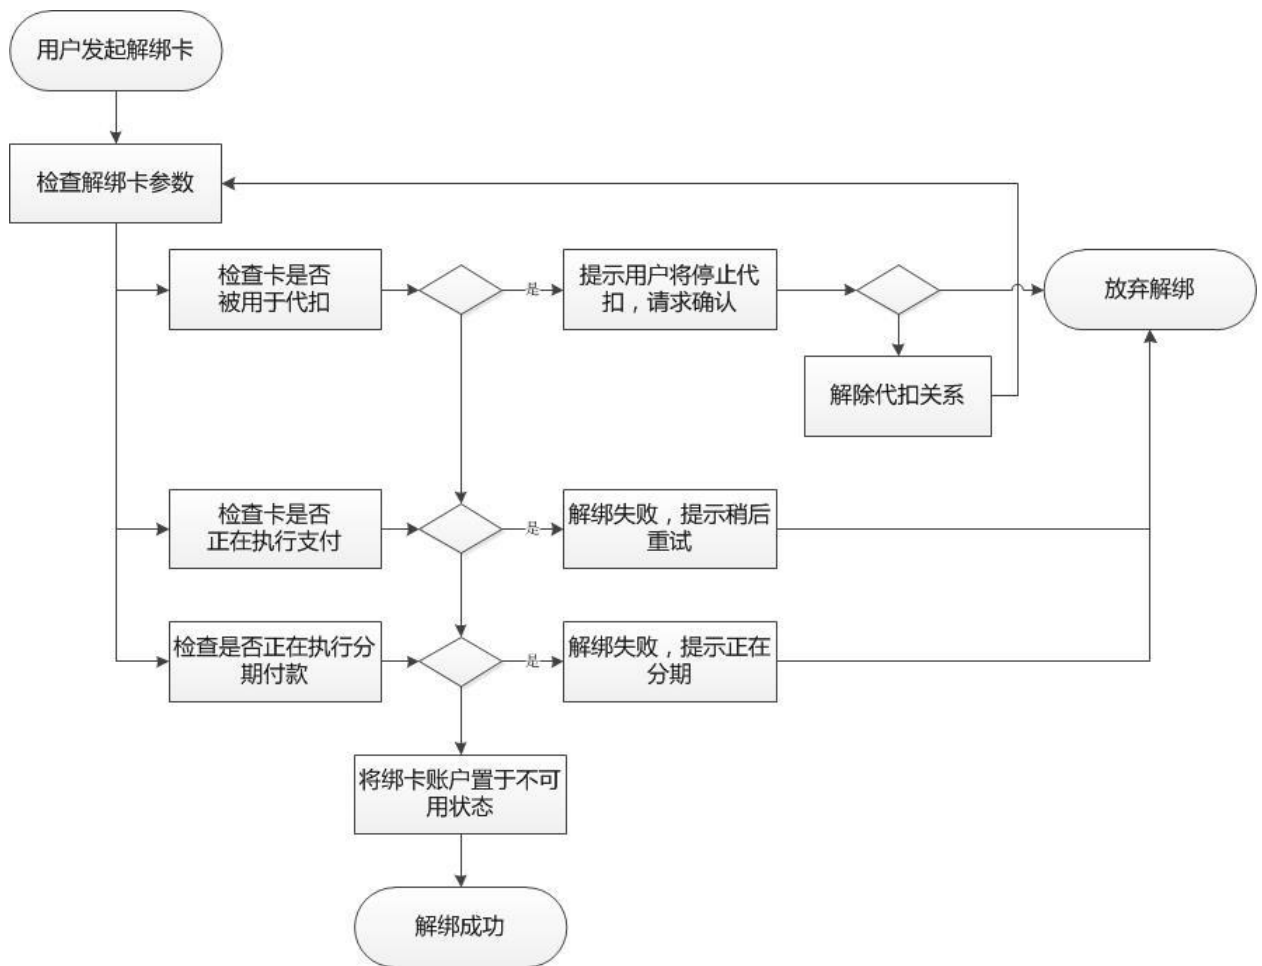 用户发起解绑卡
检查解绑卡参数
检查卡是否
被用于代扣
是
提示用户将停止代
扣，请求确认
放弃解绑
解除代扣关系
检查卡是否
正在执行支付
是
解绑失败，提示稍后
重试
检查是否正在执行分
期付款
是
解绑失败，提示正在
分期
将绑卡账户置于不可
用状态
解绑成功